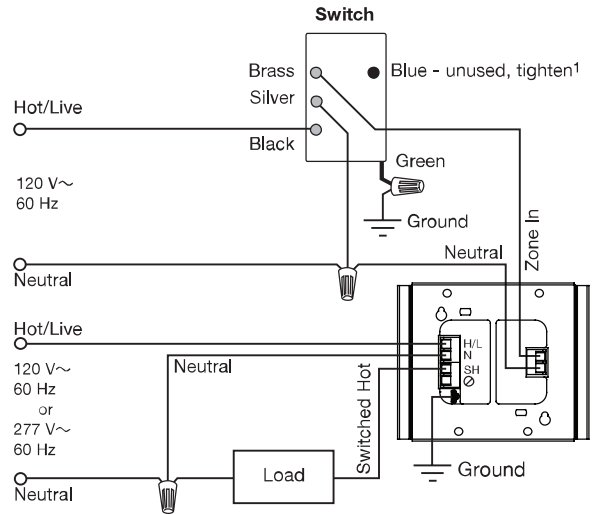 Switch
Brass
Blue - unused, tighten1
Silver
Hot/Live
Black
Green
120 V~
60 Hz
Ground
Zone In
Neutral
Neutral
Hot/Live
H/L
N
SH
Neutral
Switched Hot
120 V~
60 Hz
or
277 V~
60 Hz
Load
Ground
Neutral